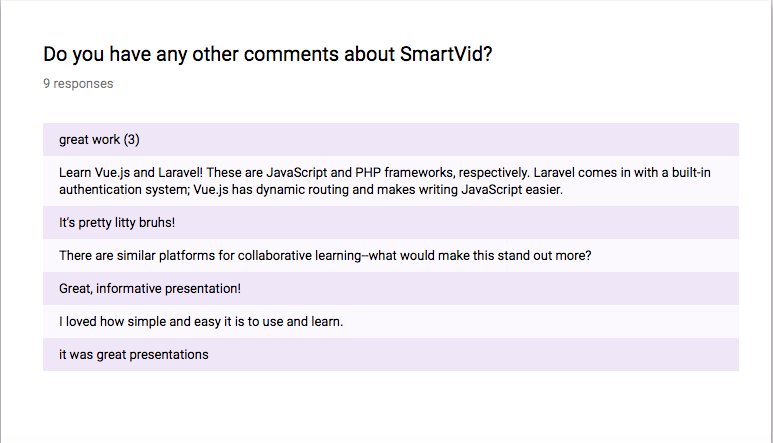 Do you have any other comments about SmartVid?
9 responses
great work (3)
Learn Vue.js and Laravel! These are JavaScript and PHP frameworks, respectively. Laravel comes in with a built-in
authentication system; Vue.js has dynamic routing and makes writing JavaScript easier.
It's pretty litty bruhs!
There are similar platforms for collaborative learning--what would make this stand out more?
Great, informative presentation!
I loved how simple and easy it is to use and learn.
it was great presentations